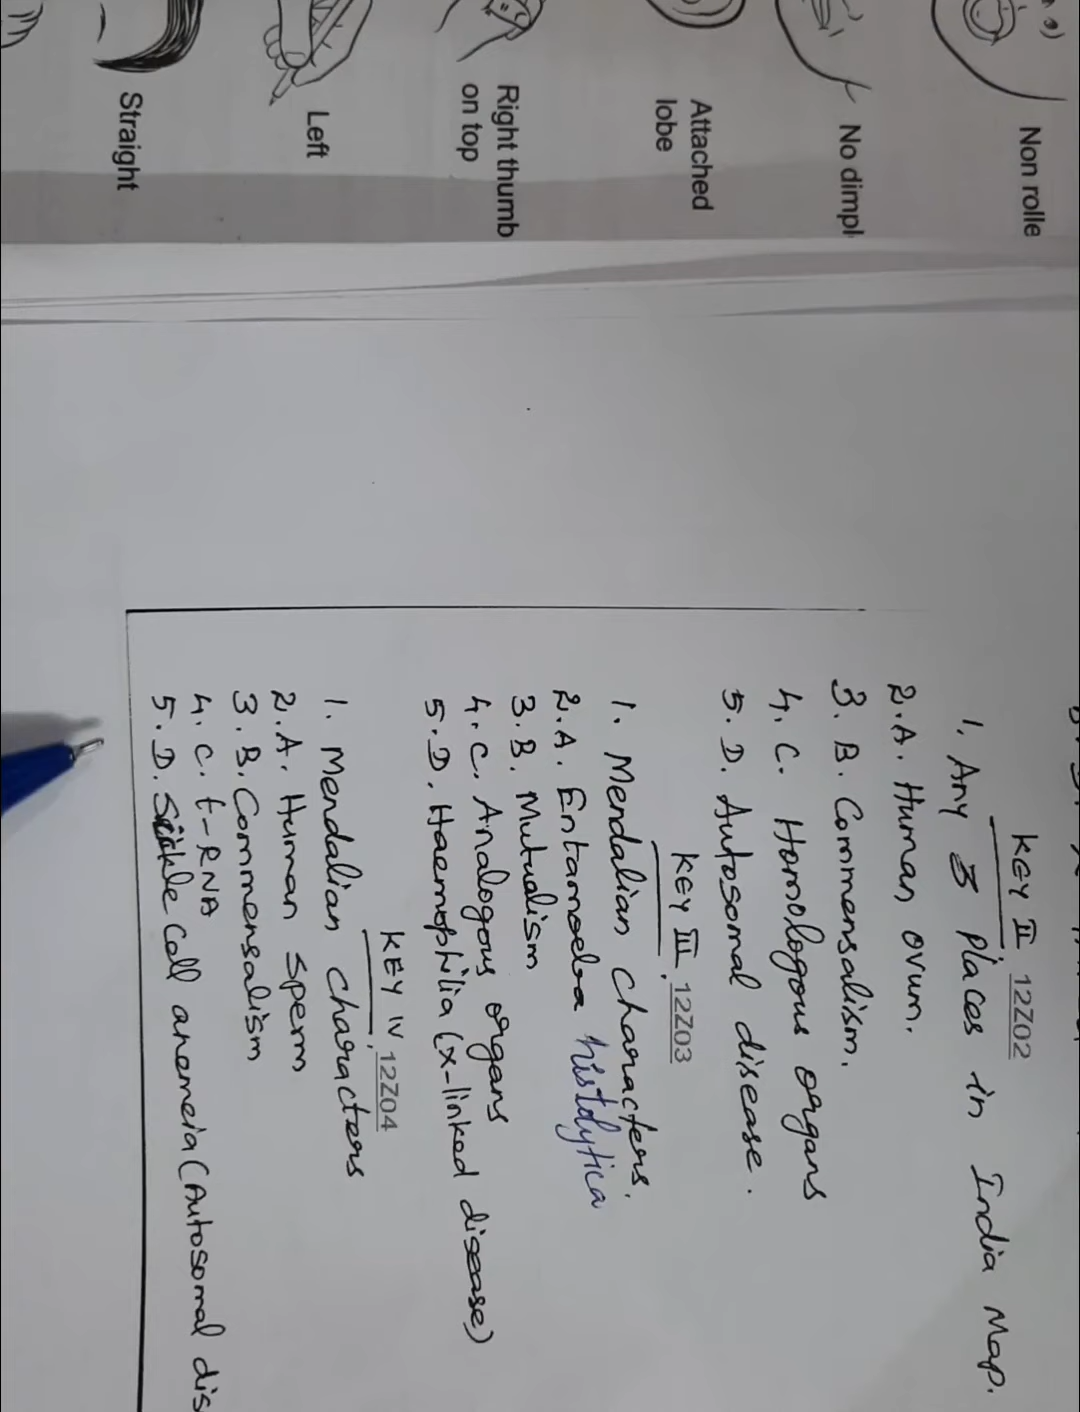 Non rolle
No dimpl
Attached
lobe
Right thumb
on top
Left
Straight
KEY II 12Z02
1. Any 3 places in India Map.
2. A. Human ovum.
3. B. Commensalism.
4. C. Homologous organs
5. D. Autosomal disease.
KEY III, 12Z03
1. Mendalian characters.
2. A. Entamoeba histolytica
3. B. Mutualism
4. C. Analogous organs
5. D. Haemophilia (x-linked disease)
KEY IV, 12Z04
1. Mendalian characters
2. A. Human sperm
3. B. Commensalism
4. C. t-RNA
5. D. Sickle cell anemeia (Autosomal dis